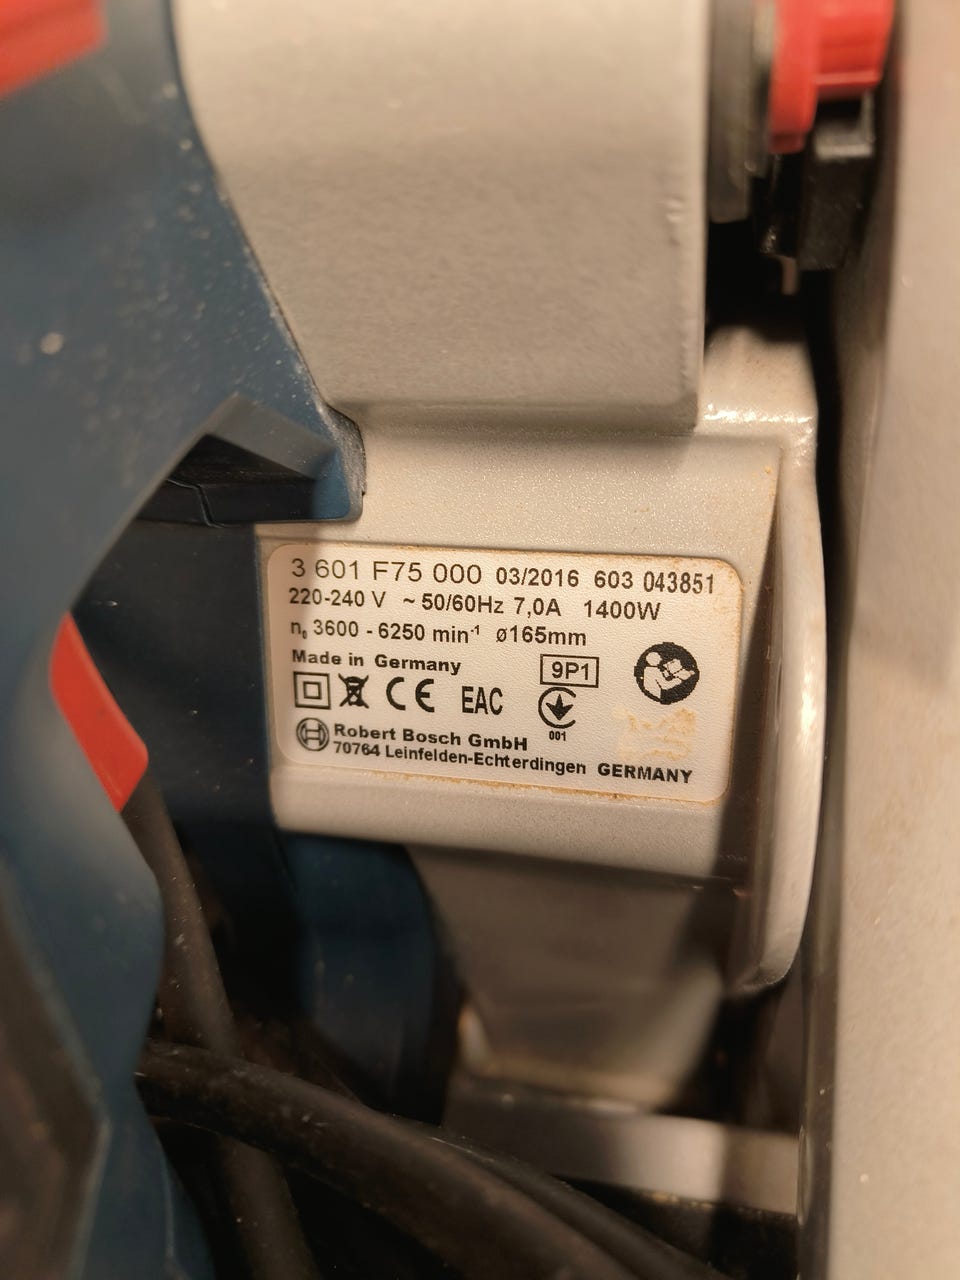 3 601 F75 000 03/2016 603 043851
220-240 V ~ 50/60Hz 7,0A 1400W
n₀ 3600 - 6250 min⁻¹ ø165mm
Made in Germany
9P1
CE EAC
001
Robert Bosch GmbH
70764 Leinfelden-Echterdingen GERMANY